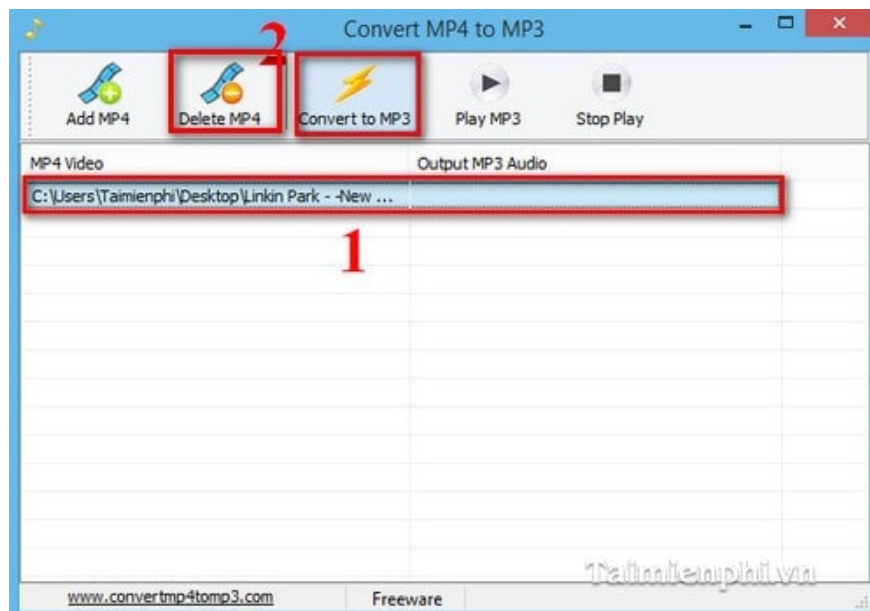 Convert MP4 to MP3
2
Add MP4 Delete MP4 Convert to MP3 Play MP3 Stop Play
MP4 Video Output MP3 Audio
C:\Users\Taimienphi\Desktop\Linkin Park - -New ...
1
Taimienphi.vn
www.convertmp4tomp3.com Freeware